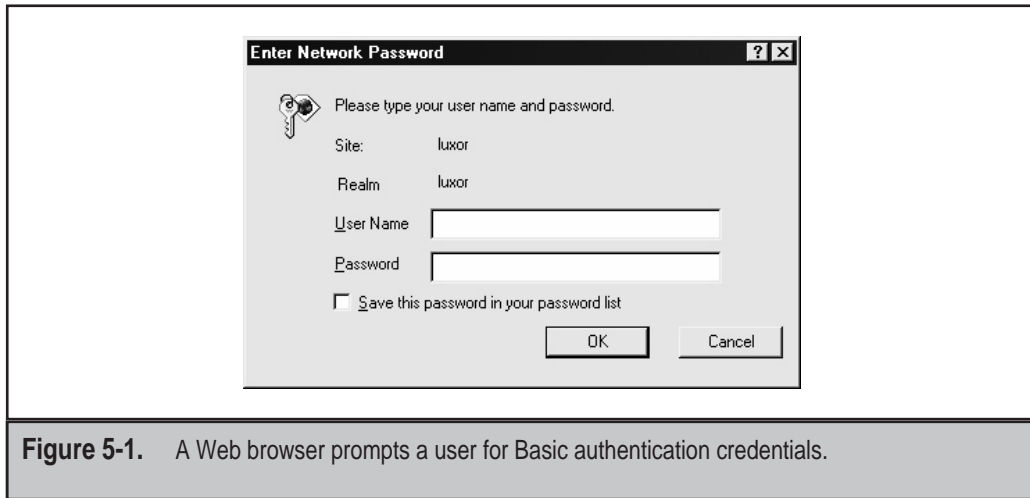 Enter Network Password
Please type your user name and password.
Site: luxor
Realm luxor
User Name
Password
Save this password in your password list
OK Cancel
Figure 5-1. A Web browser prompts a user for Basic authentication credentials.